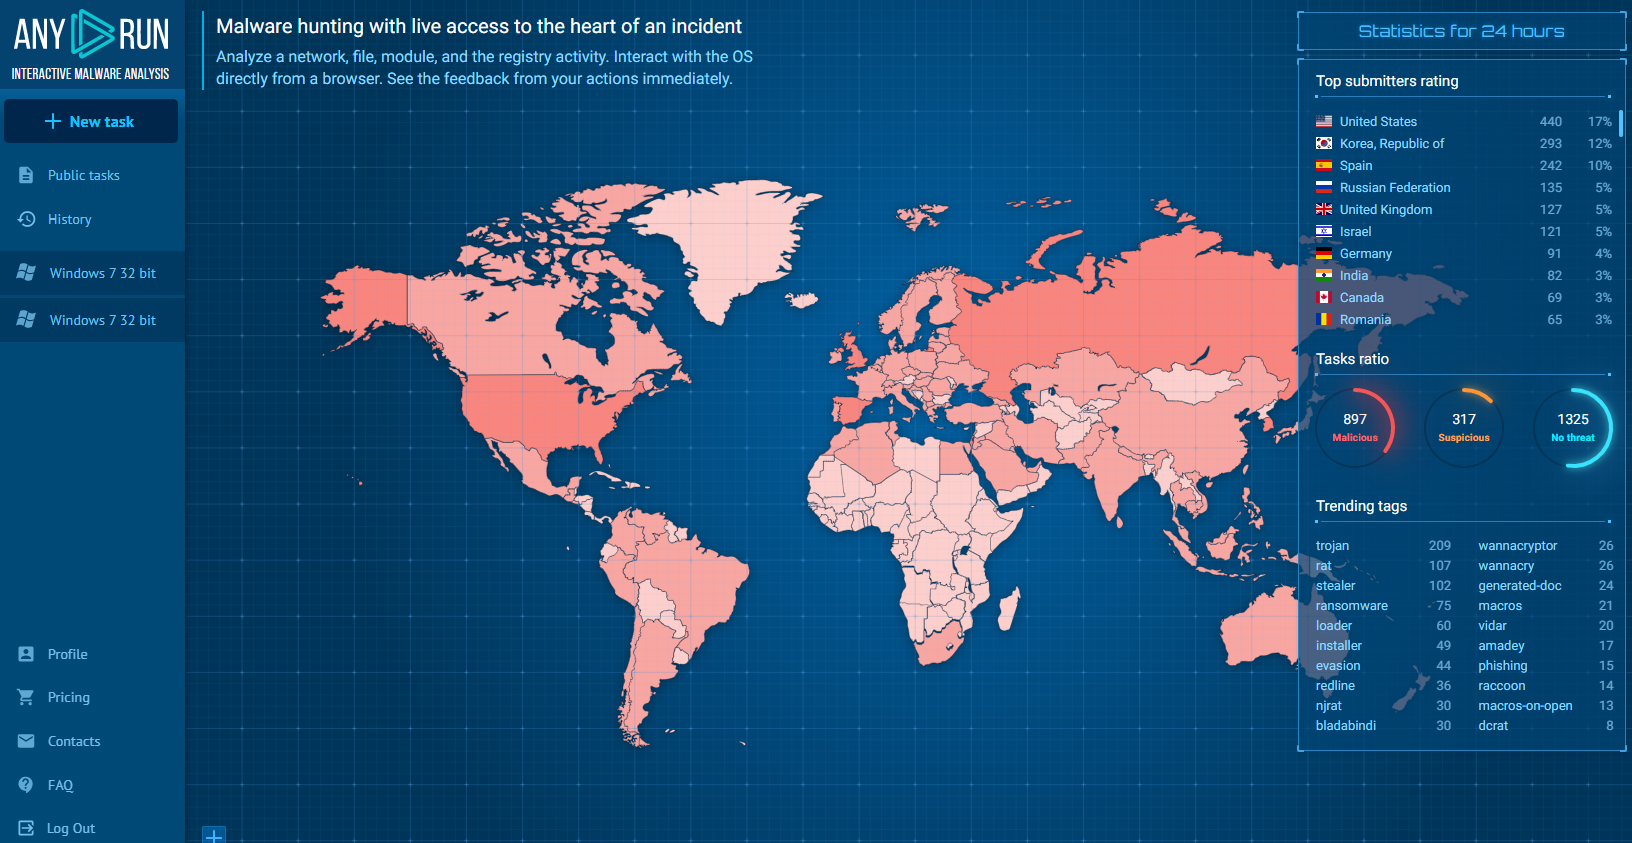 ANY RUN
INTERACTIVE MALWARE ANALYSIS
New task
Public tasks
History
Windows 7 32 bit
Windows 7 32 bit
Profile
Pricing
Contacts
FAQ
Log Out
Malware hunting with live access to the heart of an incident
Analyze a network, file, module, and the registry activity. Interact with the OS
directly from a browser. See the feedback from your actions immediately.
Statistics for 24 hours
Top submitters rating
United States 440 17%
Korea, Republic of 293 12%
Spain 242 10%
Russian Federation 135 5%
United Kingdom 127 5%
Israel 121 5%
Germany 91 4%
India 82 3%
Canada 69 3%
Romania 65 3%
Tasks ratio
897 317 1325
Malicious Suspicious No threat
Trending tags
trojan 209 wannacryptor 26
rat 107 wannacry 26
stealer 102 generated-doc 24
ransomware 75 macros 21
loader 60 vidar 20
installer 49 amadey 17
evasion 44 phishing 15
redline 36 raccoon 14
njrat 30 macros-on-open 13
bladabindi 30 dcrat 8